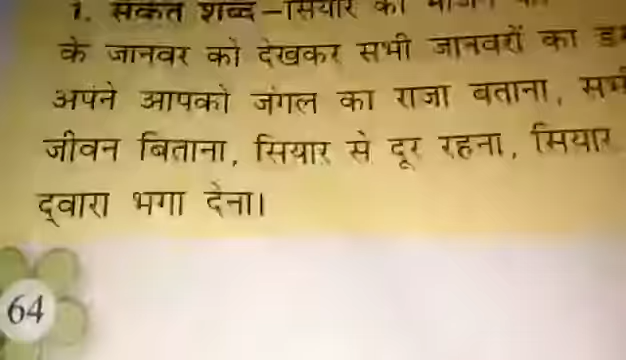 1. संकेत शब्द – सियार का
के जानवर को देखकर सभी जानवरों का
अपने आपको जंगल का राजा बताना,
जीवन बिताना, सियार से दूर रहना, सियार
द्वारा भगा देना।
64